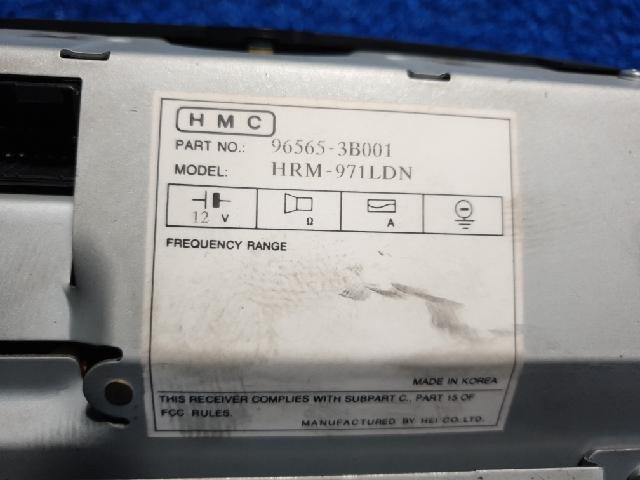 HMC
PART NO.: 96565-3B001
MODEL: HRM-971LDN
12 V Ω A
FREQUENCY RANGE
MADE IN KOREA
THIS RECEIVER COMPLIES WITH SUBPART C., PART 15 OF
FCC RULES.
MANUFACTURED BY HEI CO. LTD.